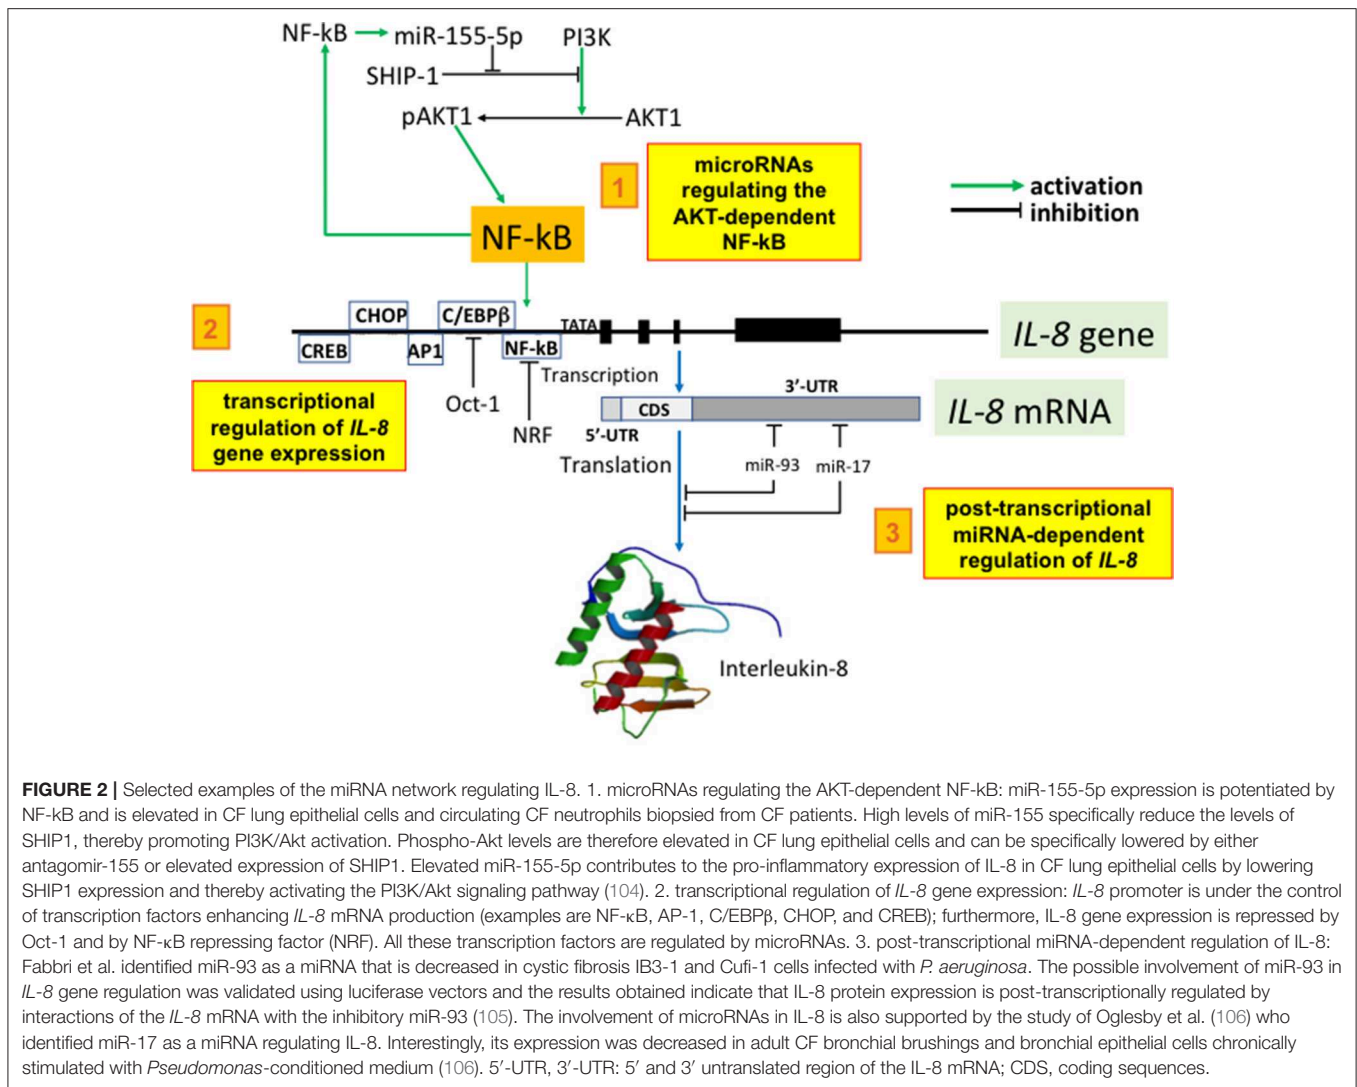 NF-kB
miR-155-5p
PI3K
SHIP-1
pAKT1
AKT1
1
microRNAs
regulating the
AKT-dependent
NF-kB
activation
inhibition
NF-kB
2
CHOP
C/EBPβ
TATA
CREB
AP1
NF-kB
IL-8 gene
Transcription
3′-UTR
transcriptional
regulation of IL-8
gene expression
Oct-1
CDS
IL-8 mRNA
NRF
5′-UTR
Translation
miR-93
miR-17
3
post-transcriptional
miRNA-dependent
regulation of IL-8
Interleukin-8
FIGURE 2 | Selected examples of the miRNA network regulating IL-8. 1. microRNAs regulating the AKT-dependent NF-kB: miR-155-5p expression is potentiated by
NF-kB and is elevated in CF lung epithelial cells and circulating CF neutrophils biopsied from CF patients. High levels of miR-155 specifically reduce the levels of
SHIP1, thereby promoting PI3K/Akt activation. Phospho-Akt levels are therefore elevated in CF lung epithelial cells and can be specifically lowered by either
antagomir-155 or elevated expression of SHIP1. Elevated miR-155-5p contributes to the pro-inflammatory expression of IL-8 in CF lung epithelial cells by lowering
SHIP1 expression and thereby activating the PI3K/Akt signaling pathway (104). 2. transcriptional regulation of IL-8 gene expression: IL-8 promoter is under the control
of transcription factors enhancing IL-8 mRNA production (examples are NF-κB, AP-1, C/EBPβ, CHOP, and CREB); furthermore, IL-8 gene expression is repressed by
Oct-1 and by NF-κB repressing factor (NRF). All these transcription factors are regulated by microRNAs. 3. post-transcriptional miRNA-dependent regulation of IL-8:
Fabbri et al. identified miR-93 as a miRNA that is decreased in cystic fibrosis IB3-1 and Cufi-1 cells infected with P. aeruginosa. The possible involvement of miR-93 in
IL-8 gene regulation was validated using luciferase vectors and the results obtained indicate that IL-8 protein expression is post-transcriptionally regulated by
interactions of the IL-8 mRNA with the inhibitory miR-93 (105). The involvement of microRNAs in IL-8 is also supported by the study of Oglesby et al. (106) who
identified miR-17 as a miRNA regulating IL-8. Interestingly, its expression was decreased in adult CF bronchial brushings and bronchial epithelial cells chronically
stimulated with Pseudomonas-conditioned medium (106). 5′-UTR, 3′-UTR: 5′ and 3′ untranslated region of the IL-8 mRNA; CDS, coding sequences.